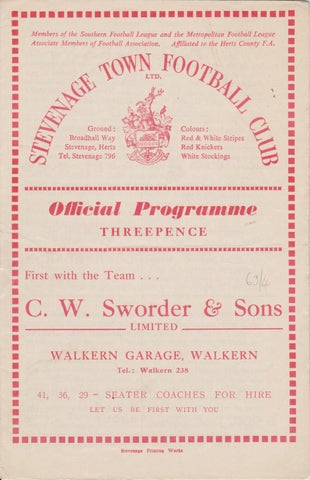 Members of the Southern Football League and the Metropolitan Football League
Associate Members of Football Association. Affiliated to the Herts County F.A.
STEVENAGE TOWN FOOTBALL CLUB
LTD.
Ground:
Broadhall Way
Stevenage, Herts
Tel. Stevenage 796
Colours:
Red & White Stripes
Red Knickers
White Stockings
Official Programme
THREEPENCE
First with the Team . . .
63/4
C. W. Sworder & Sons
LIMITED
WALKERN GARAGE, WALKERN
Tel: Walkern 238
41, 36, 29 – SEATER COACHES FOR HIRE
LET US BE FIRST WITH YOU
Stevenage Printing Works